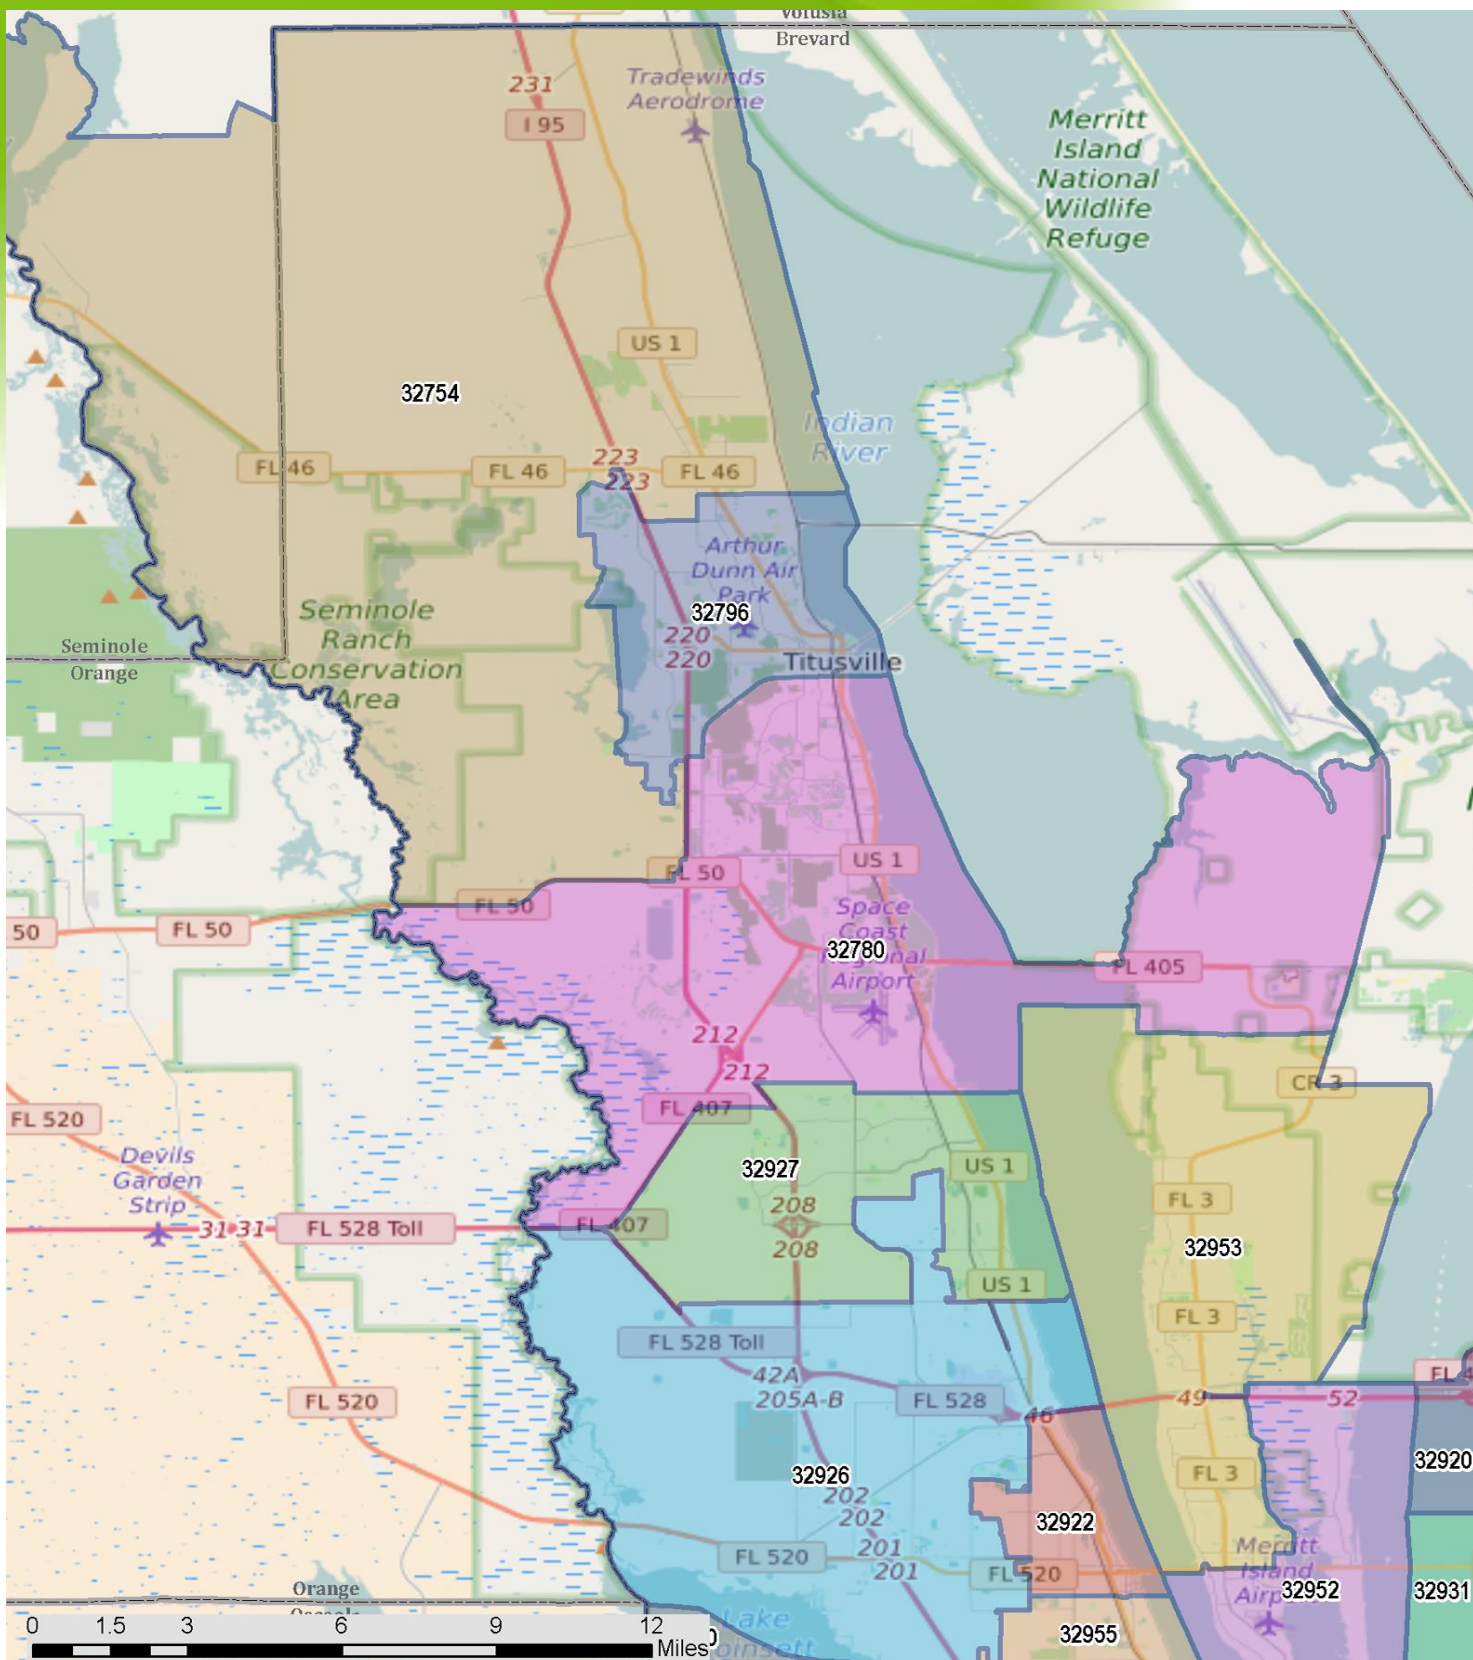 Volusia
Brevard
231
I 95
Tradewinds
Aerodrome
Merritt
Island
National
Wildlife
Refuge
US 1
32754
Indian
River
FL 46
FL 46
223
223
FL 46
Arthur
Dunn Air
Park
32796
Seminole
Ranch
Conservation
Area
Seminole
Orange
220
220
Titusville
FL 50
US 1
50
FL 50
FL 50
Space
Coast
Regional
Airport
32780
FL 405
212
212
FL 407
CR 3
FL 520
Devils
Garden
Strip
31
31
FL 528 Toll
FL 407
32927
208
208
US 1
US 1
FL 3
32953
FL 3
FL 528 Toll
42A
205A-B
FL 528
46
49
52
FL 4
FL 520
32926
202
202
201
201
FL 520
FL 520
32922
FL 3
32920
Merritt
Island
Airp
32952
32931
32955
Orange
Lake
0
1.5
3
6
9
12
Miles